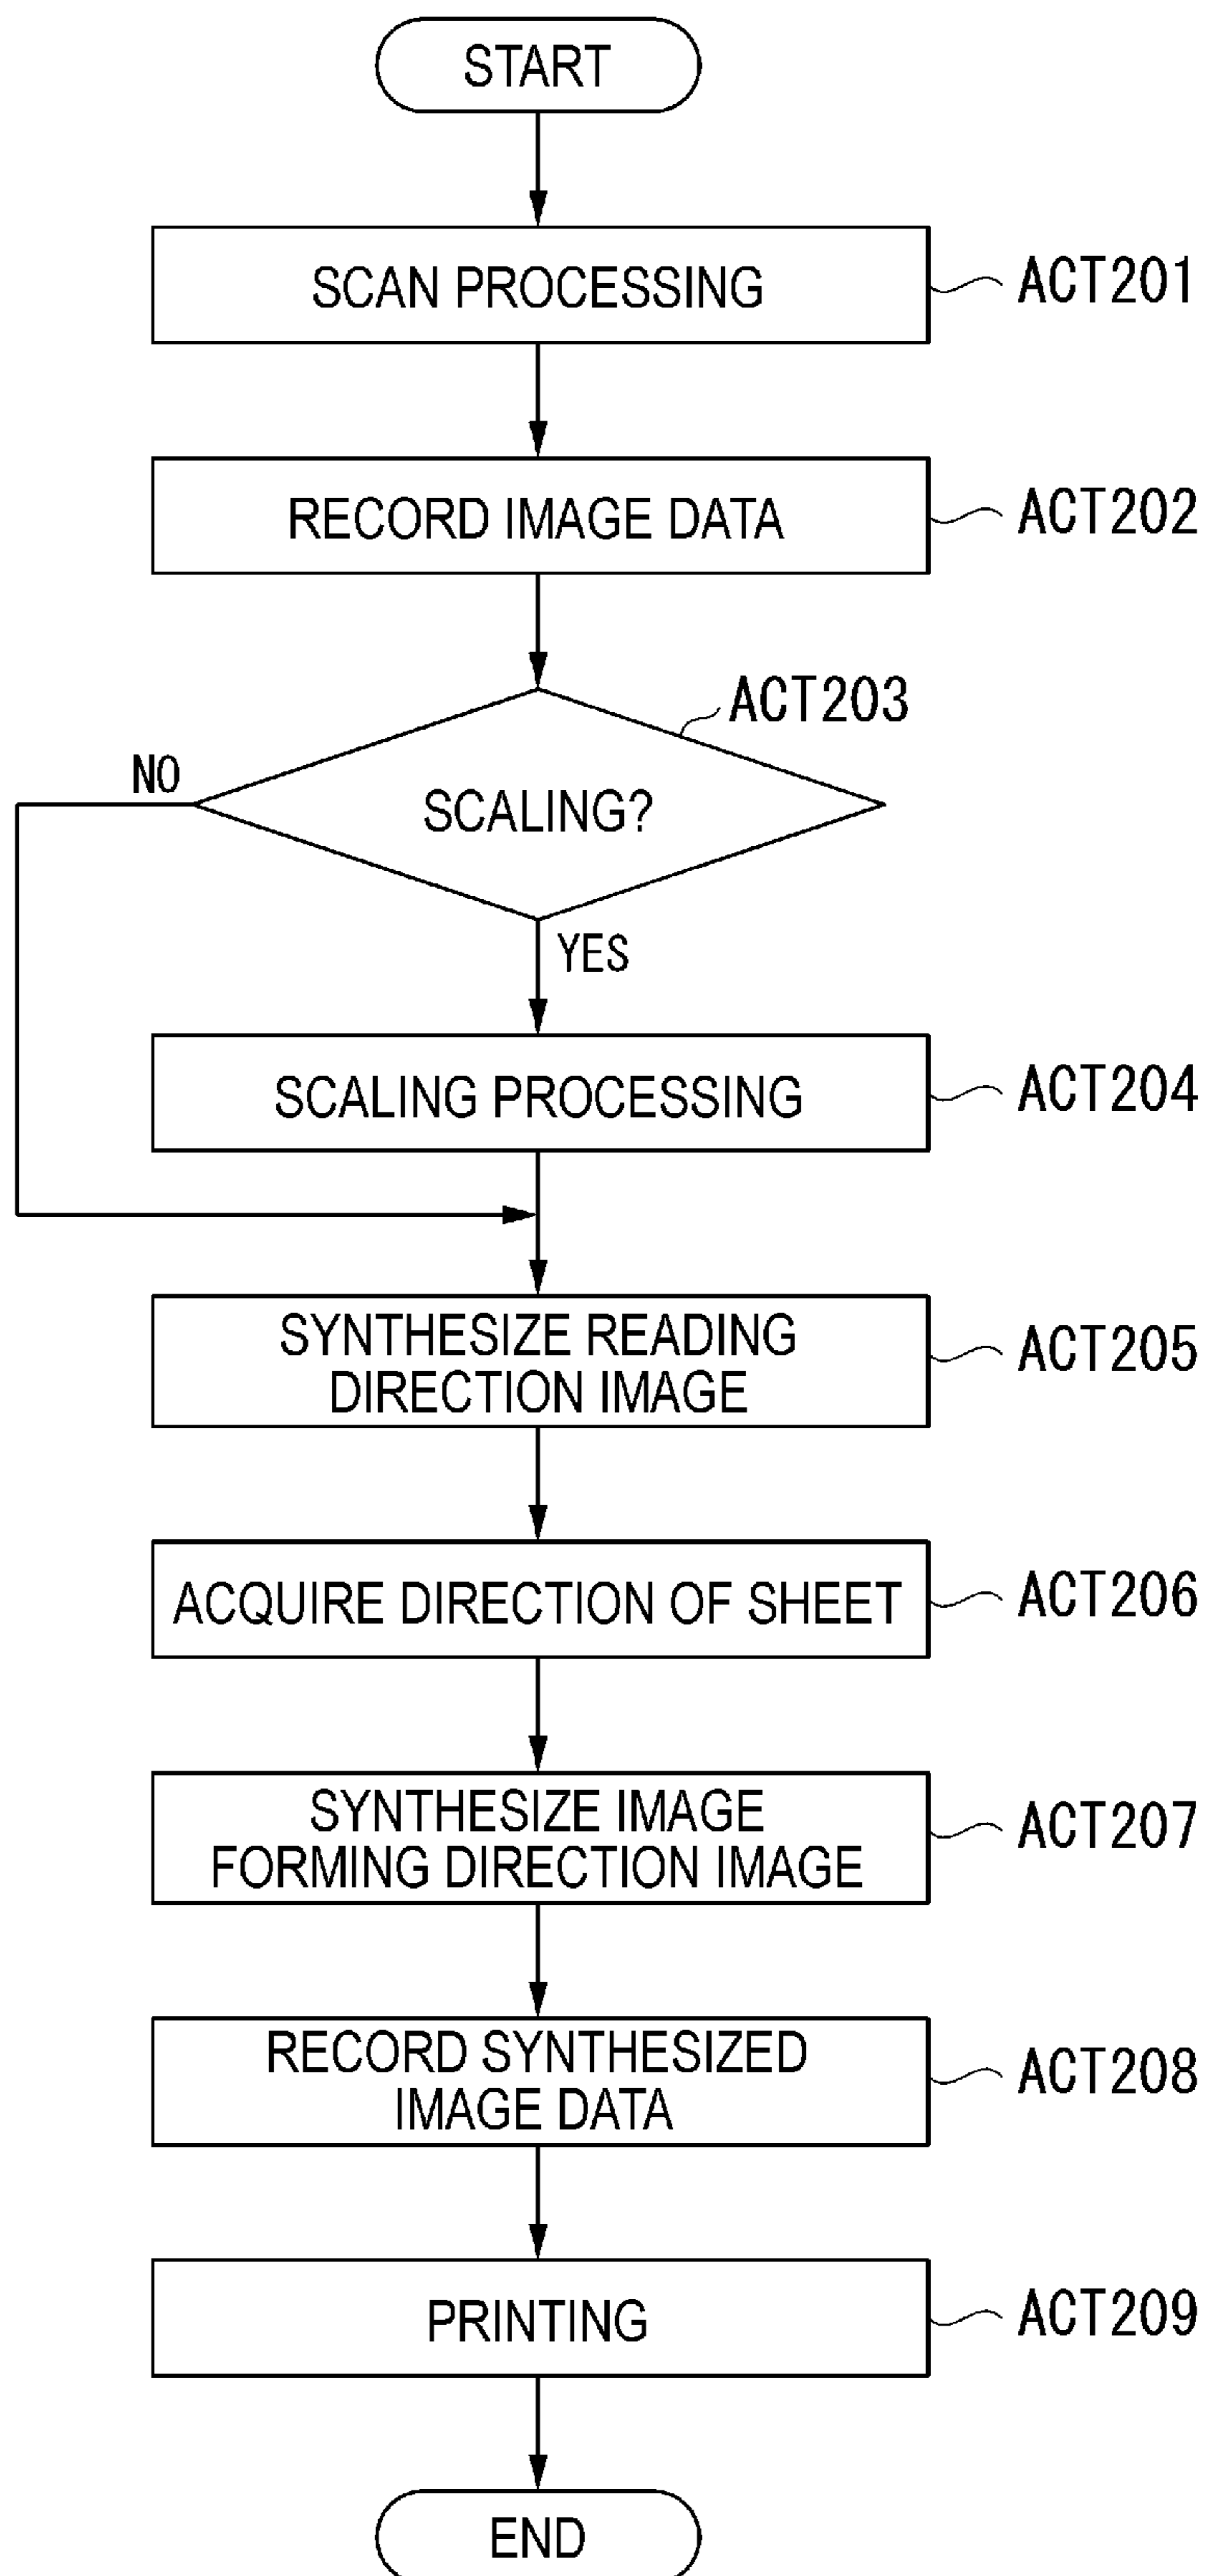 START
SCAN PROCESSING
ACT201
RECORD IMAGE DATA
ACT202
ACT203
NO
SCALING?
YES
SCALING PROCESSING
ACT204
SYNTHESIZE READING
DIRECTION IMAGE
ACT205
ACQUIRE DIRECTION OF SHEET
ACT206
SYNTHESIZE IMAGE
FORMING DIRECTION IMAGE
ACT207
RECORD SYNTHESIZED
IMAGE DATA
ACT208
PRINTING
ACT209
END